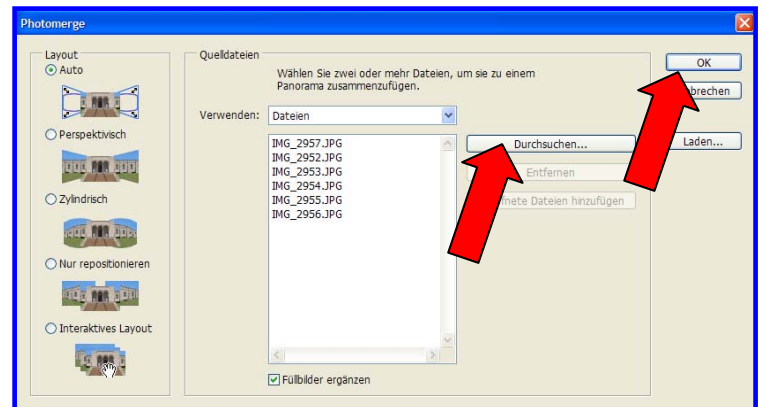 Photomerge
Layout
Auto
Perspektivisch
Zylindrisch
Nur repositionieren
Interaktives Layout
Quelldateien
Wählen Sie zwei oder mehr Dateien, um sie zu einem
Panorama zusammenzufügen.
Verwenden: Dateien
IMG_2957.JPG
IMG_2952.JPG
IMG_2953.JPG
IMG_2954.JPG
IMG_2955.JPG
IMG_2956.JPG
Füllbilder ergänzen
Durchsuchen...
Entfernen
Dateien hinzufügen
OK
Laden...